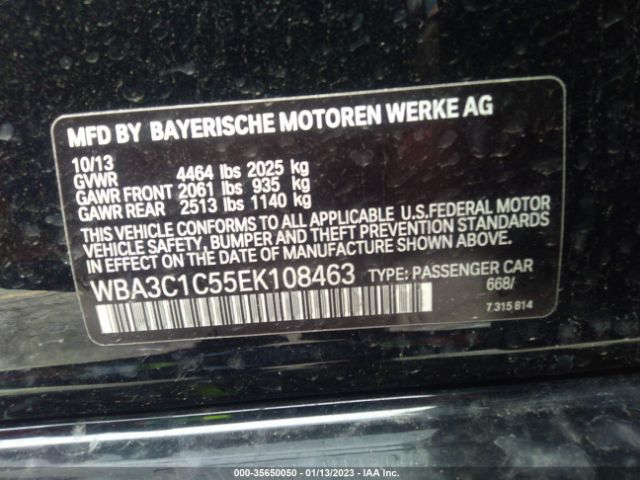 MFD BY BAYERISCHE MOTOREN WERKE AG
10/13
GVWR 4464 lbs 2025 kg
GAWR FRONT 2061 lbs 935 kg
GAWR REAR 2513 lbs 1140 kg
THIS VEHICLE CONFORMS TO ALL APPLICABLE U.S.FEDERAL MOTOR
VEHICLE SAFETY, BUMPER AND THEFT PREVENTION STANDARDS
IN EFFECT ON THE DATE OF MANUFACTURE SHOWN ABOVE.
WBA3C1C55EK108463 TYPE: PASSENGER CAR
668/
7 315 814
000-35650050 - 01/13/2023 - IAA Inc.